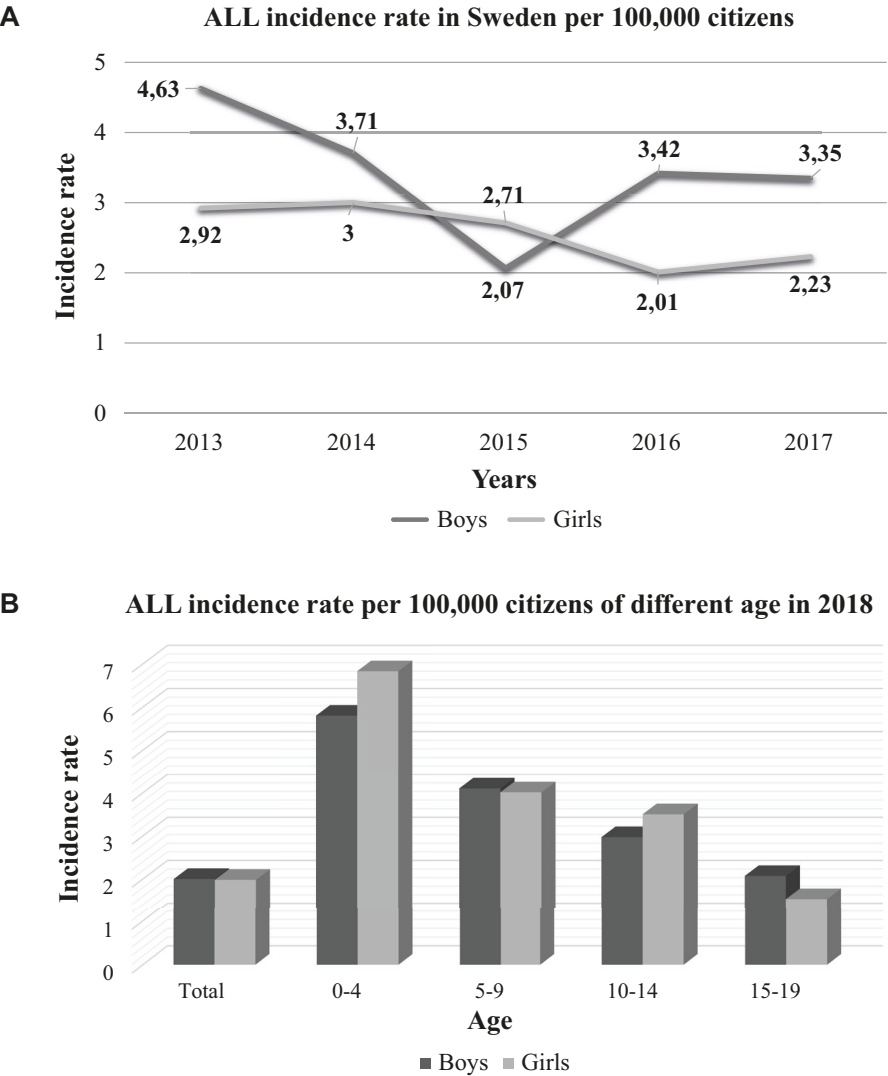 A
ALL incidence rate in Sweden per 100,000 citizens
5
4
3
2
1
0
Incidence rate
4,63
3,71
2,07
3,42
3,35
2,92
3
2,71
2,01
2,23
2013 2014 2015 2016 2017
Years
Boys Girls
B
ALL incidence rate per 100,000 citizens of different age in 2018
7
6
5
4
3
2
1
0
Incidence rate
Total 0-4 5-9 10-14 15-19
Age
Boys Girls